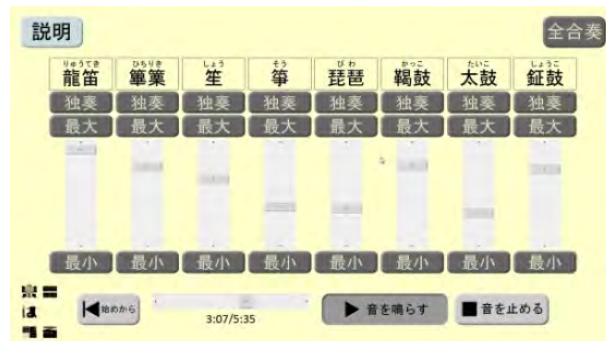 説明
全合奏
りゅうてき ひちりき しょう そう びわ かっこ たいこ しょうこ
龍笛 篳篥 笙 箏 琵琶 鞨鼓 太鼓 鉦鼓
独奏 独奏 独奏 独奏 独奏 独奏 独奏 独奏
最大 最大 最大 最大 最大 最大 最大 最大
最小 最小 最小 最小 最小 最小 最小 最小
は
始めから
3:07/5:35
音を鳴らす
音を止める